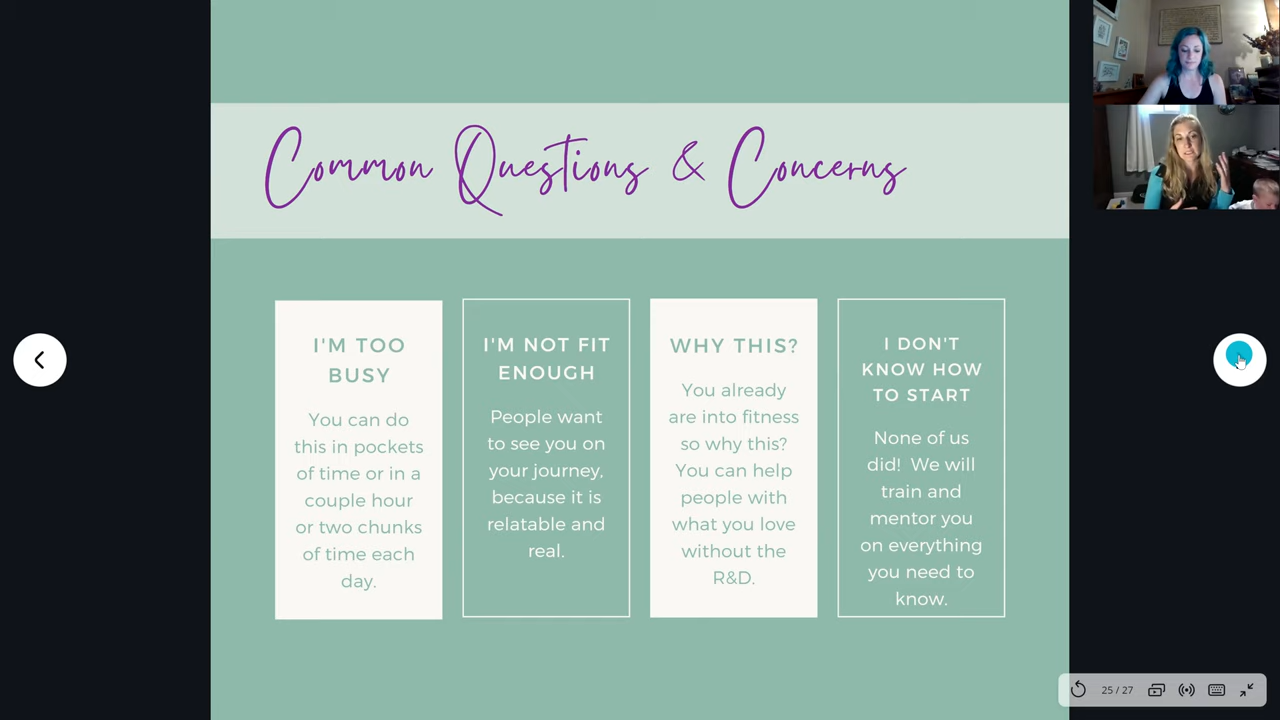 Common Questions & Concerns
I'M TOO
BUSY
You can do
this in pockets
of time or in a
couple hour
or two chunks
of time each
day.
I'M NOT FIT
ENOUGH
People want
to see you on
your journey,
because it is
relatable and
real.
WHY THIS?
You already
are into fitness
so why this?
You can help
people with
what you love
without the
R&D.
I DON'T
KNOW HOW
TO START
None of us
did! We will
train and
mentor you
on everything
you need to
know.
25 / 27